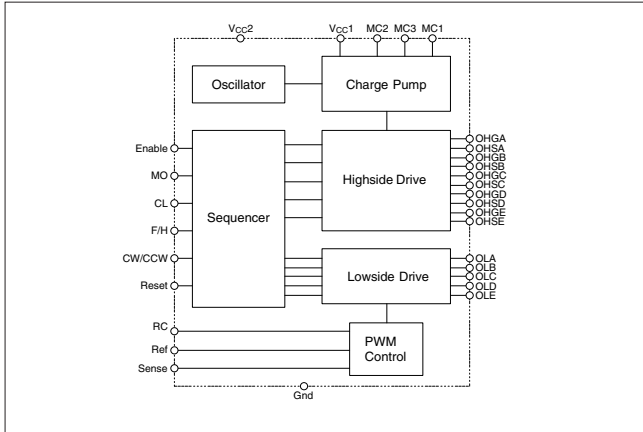 VCC2
VCC1
MC2
MC3
MC1
Oscillator
Charge Pump
Enable
MO
CL
F/H
CW/CCW
Reset
Sequencer
Highside Drive
OHGA
OHSA
OHGB
OHSB
OHGC
OHSC
OHGD
OHSD
OHGE
OHSE
Lowside Drive
OLA
OLB
OLC
OLD
OLE
RC
Ref
Sense
PWM
Control
Gnd